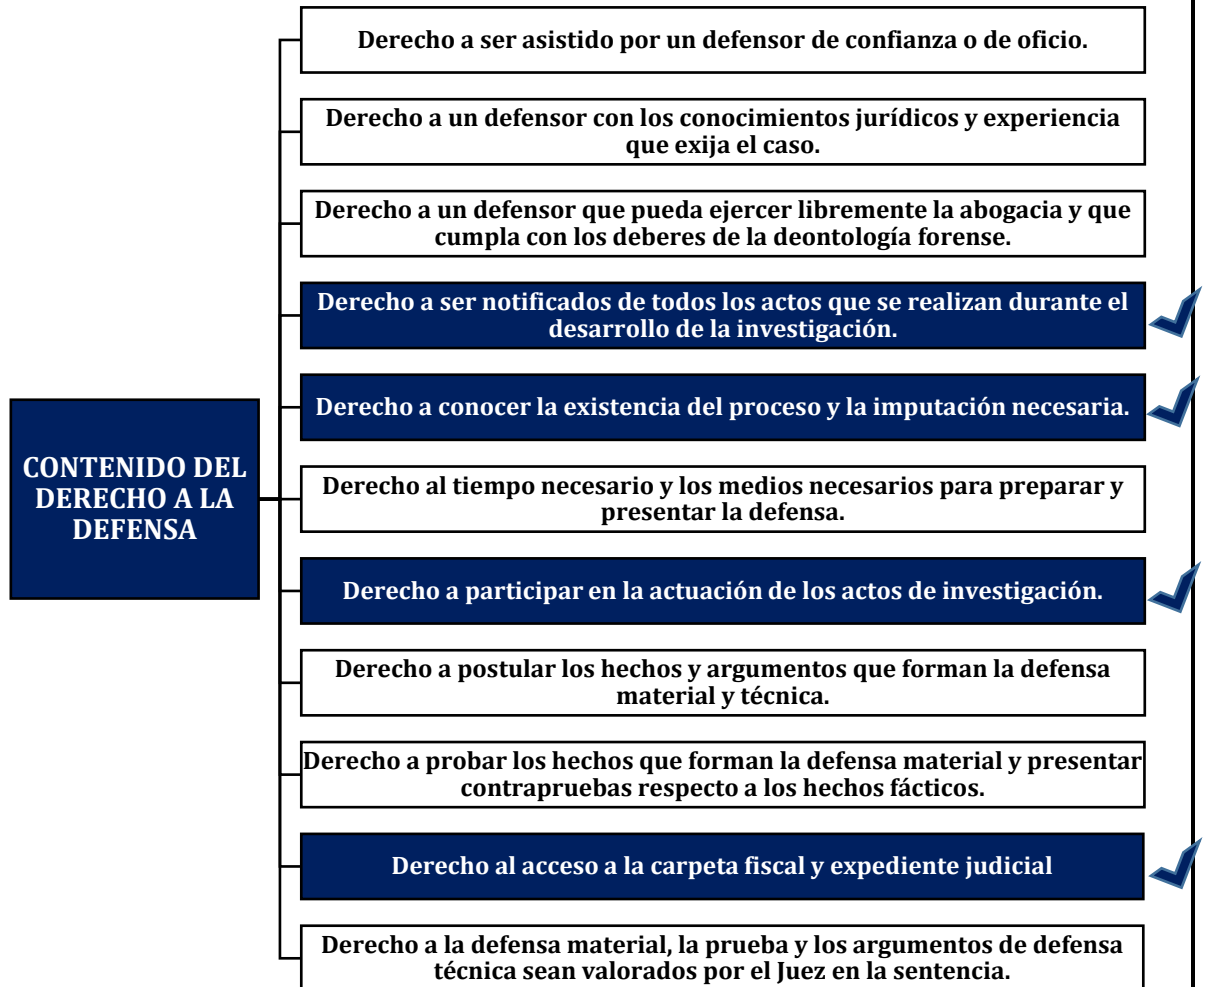 Derecho a ser asistido por un defensor de confianza o de oficio.
Derecho a un defensor con los conocimientos jurídicos y experiencia
que exija el caso.
Derecho a un defensor que pueda ejercer libremente la abogacia y que
cumpla con los deberes de la deontología forense.
Derecho a ser notificados de todos los actos que se realizan durante el
desarrollo de la investigación.
Derecho a conocer la existencia del proceso y la imputación necesaria.
CONTENIDO DEL
DERECHO A LA
DEFENSA
Derecho al tiempo necesario y los medios necesarios para preparar y
presentar la defensa.
Derecho a participar en la actuación de los actos de investigación.
Derecho a postular los hechos y argumentos que forman la defensa
material y técnica.
Derecho a probar los hechos que forman la defensa material y presentar
contrapruebas respecto a los hechos fácticos.
Derecho al acceso a la carpeta fiscal y expediente judicial
Derecho a la defensa material, la prueba y los argumentos de defensa
técnica sean valorados por el Juez en la sentencia.